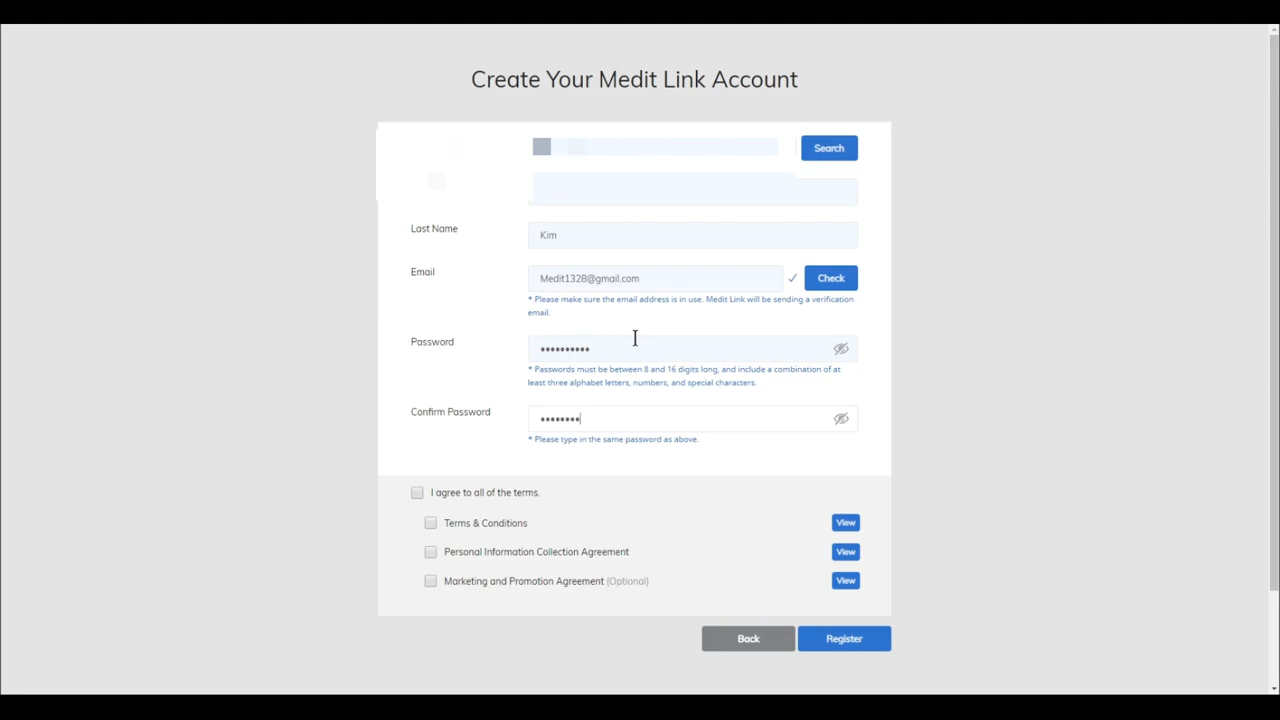 Create Your Medit Link Account
Search
Last Name
Kim
Email
Medit1328@gmail.com
Check
* Please make sure the email address is in use. Medit Link will be sending a verification
email.
Password
••••••••••
* Passwords must be between 8 and 16 digits long, and include a combination of at
least three alphabet letters, numbers, and special characters.
Confirm Password
••••••••
* Please type in the same password as above.
I agree to all of the terms.
Terms & Conditions
View
Personal Information Collection Agreement
View
Marketing and Promotion Agreement (Optional)
View
Back
Register